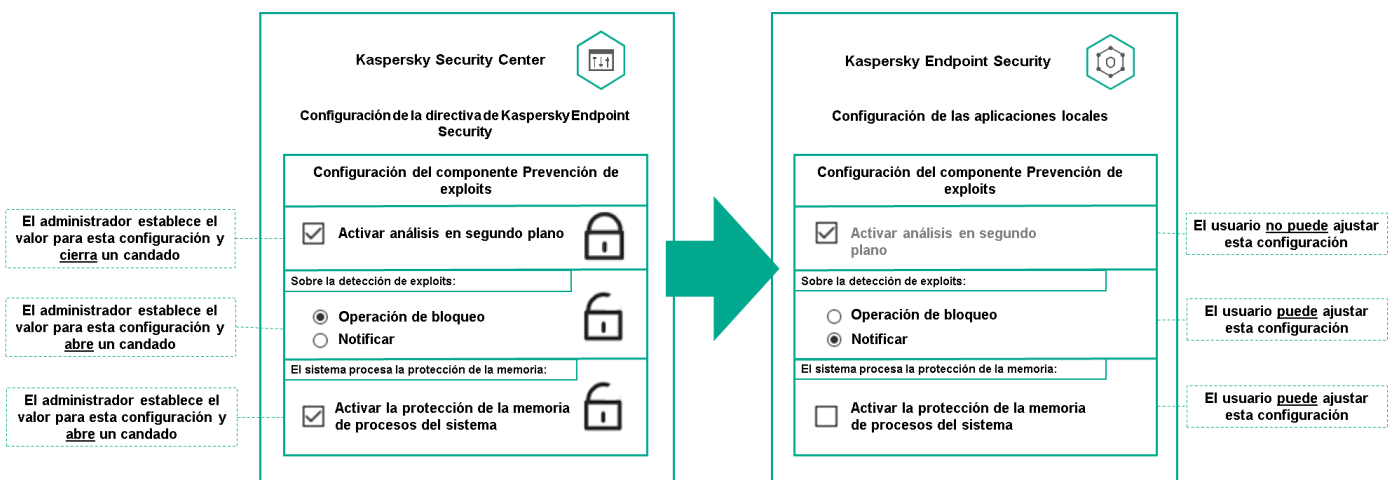 Kaspersky Security Center
Configuración de la directiva de Kaspersky Endpoint
Security
Configuración del componente Prevención de
exploits
El administrador establece el
valor para esta configuración y
cierra un candado
Activar análisis en segundo plano
Sobre la detección de exploits:
El administrador establece el
valor para esta configuración y
abre un candado
Operación de bloqueo
Notificar
El sistema procesa la protección de la memoria:
El administrador establece el
valor para esta configuración y
abre un candado
Activar la protección de la memoria
de procesos del sistema
Kaspersky Endpoint Security
Configuración de las aplicaciones locales
Configuración del componente Prevención de
exploits
Activar análisis en segundo
plano
El usuario no puede ajustar
esta configuración
Sobre la detección de exploits:
Operación de bloqueo
Notificar
El usuario puede ajustar
esta configuración
El sistema procesa la protección de la memoria:
Activar la protección de la memoria
de procesos del sistema
El usuario puede ajustar
esta configuración